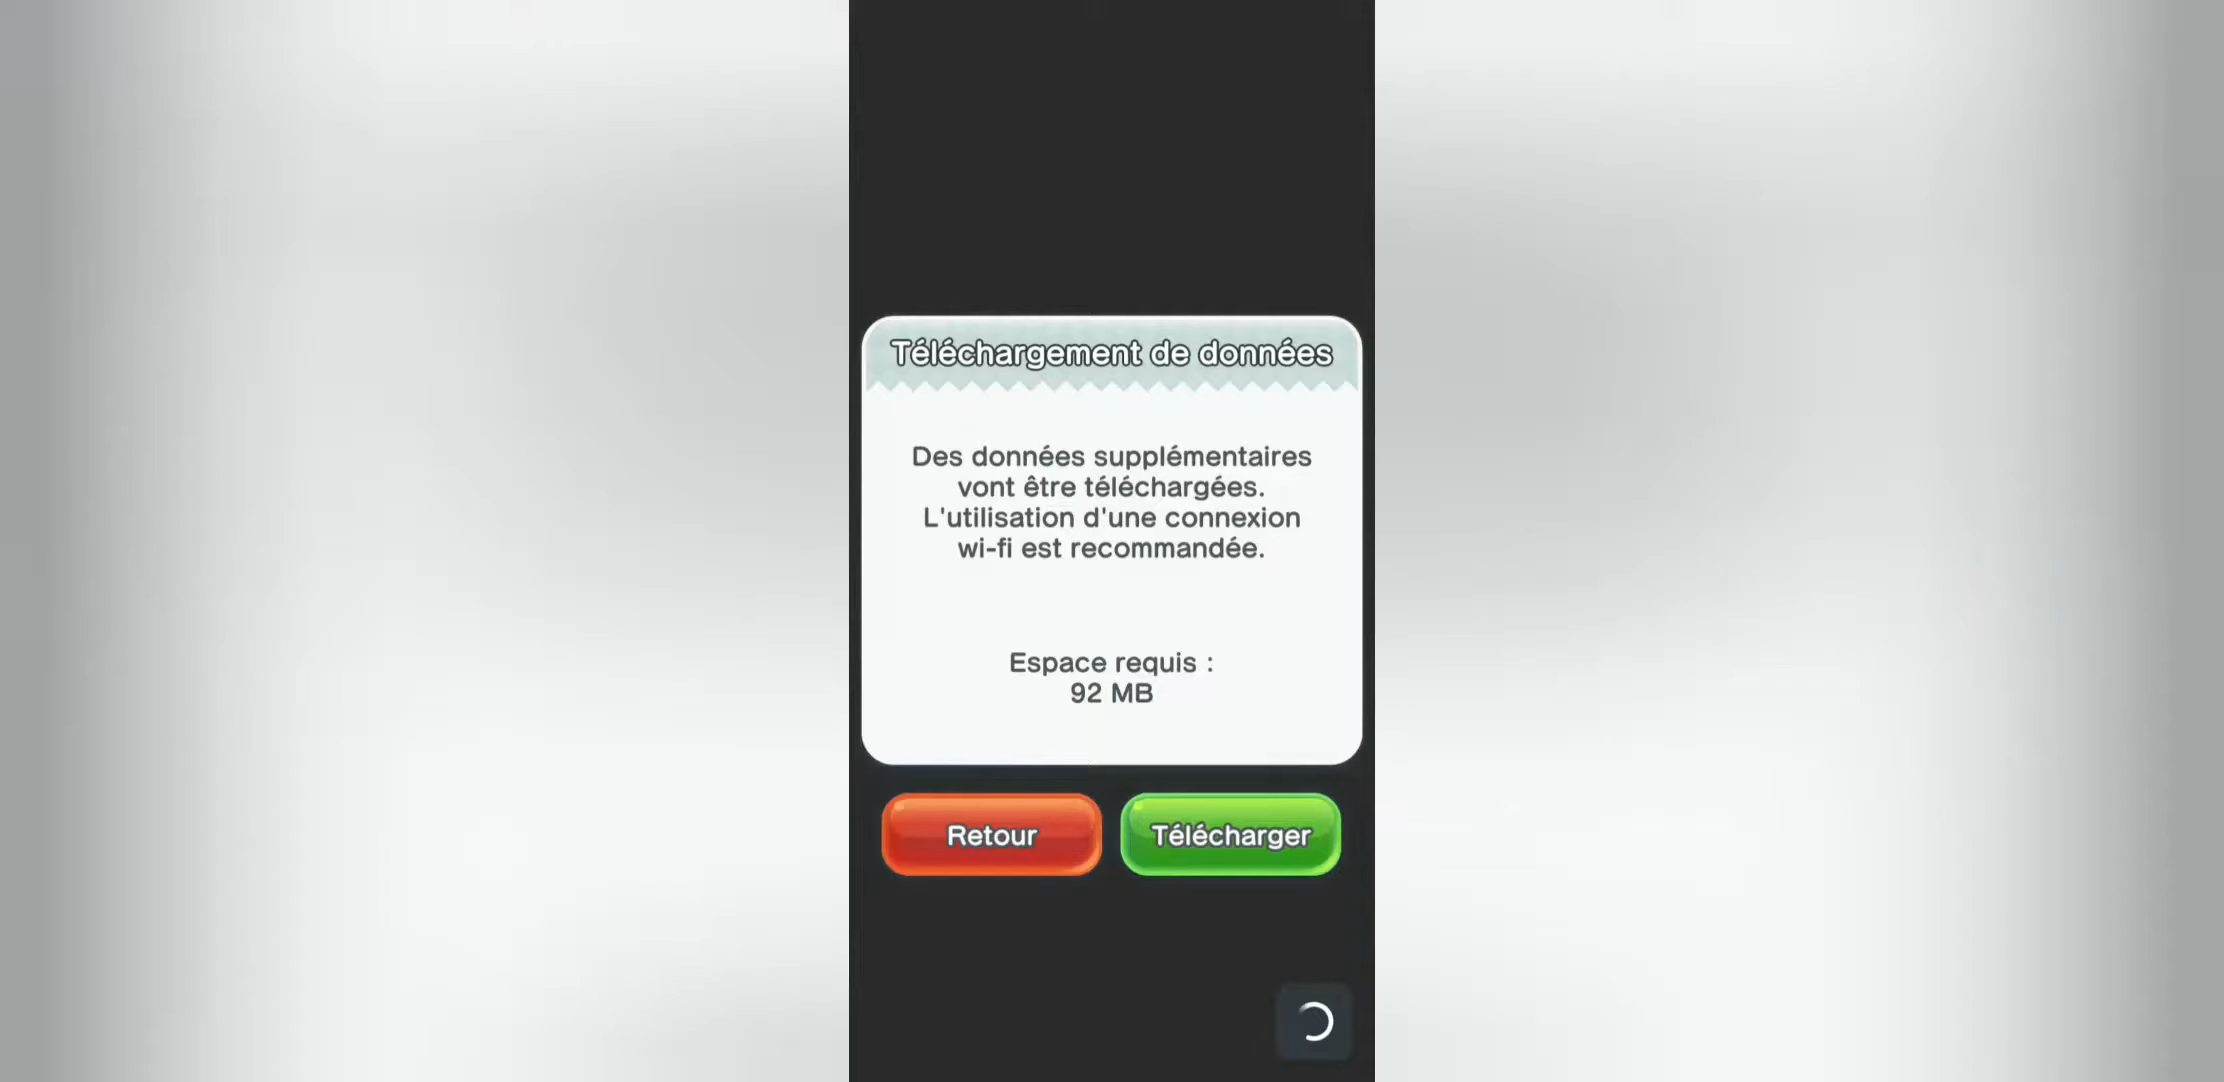 Téléchargement de données
Des données supplémentaires
vont être téléchargées.
L'utilisation d'une connexion
wi-fi est recommandée.
Espace requis :
92 MB
Retour
Télécharger